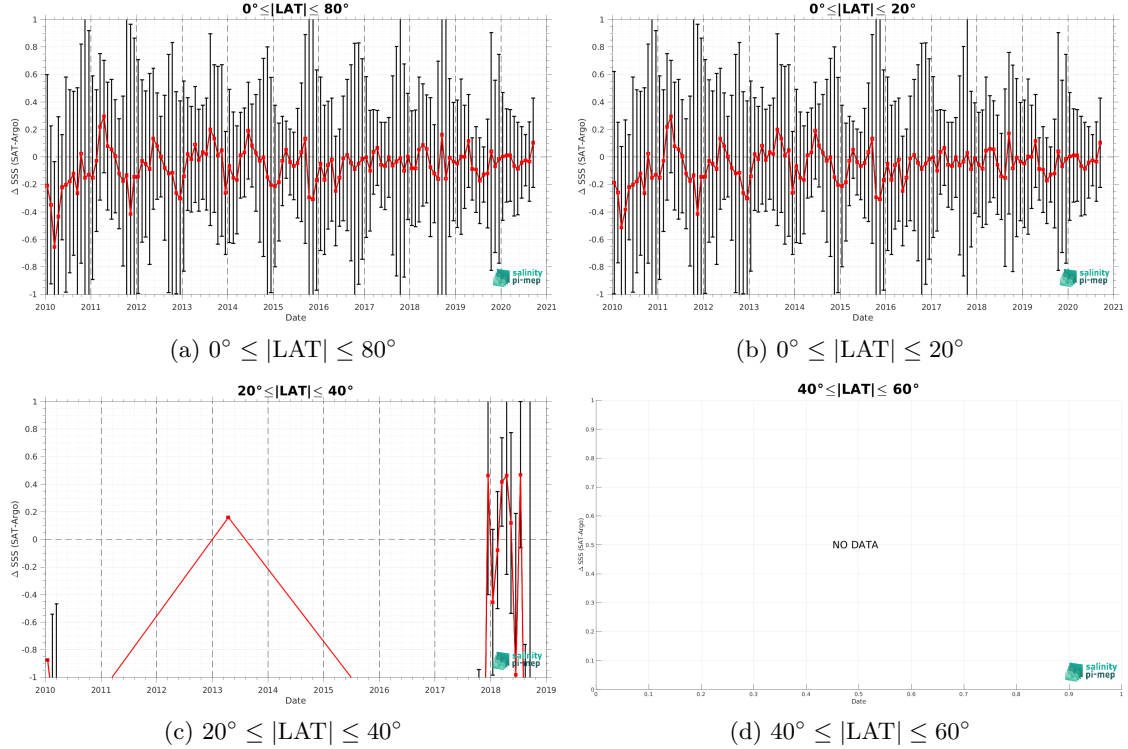 0°≤|LAT|≤ 80°
Δ SSS (SAT-Argo)
1
0.8
0.6
0.4
0.2
0
-0.2
-0.4
-0.6
-0.8
-1
2010 2011 2012 2013 2014 2015 2016 2017 2018 2019 2020 2021
Date
salinity
pi-mep
(a) 0° ≤ |LAT| ≤ 80°
0°≤|LAT|≤ 20°
Δ SSS (SAT-Argo)
1
0.8
0.6
0.4
0.2
0
-0.2
-0.4
-0.6
-0.8
-1
2010 2011 2012 2013 2014 2015 2016 2017 2018 2019 2020 2021
Date
salinity
pi-mep
(b) 0° ≤ |LAT| ≤ 20°
20°≤|LAT|≤ 40°
Δ SSS (SAT-Argo)
1
0.8
0.6
0.4
0.2
0
-0.2
-0.4
-0.6
-0.8
-1
2010 2011 2012 2013 2014 2015 2016 2017 2018 2019
Date
salinity
pi-mep
(c) 20° ≤ |LAT| ≤ 40°
40°≤|LAT|≤ 60°
Δ SSS (SAT-Argo)
1
0.9
0.8
0.7
0.6
0.5
0.4
0.3
0.2
0.1
0
NO DATA
0 0.1 0.2 0.3 0.4 0.5 0.6 0.7 0.8 0.9 1
Date
salinity
pi-mep
(d) 40° ≤ |LAT| ≤ 60°